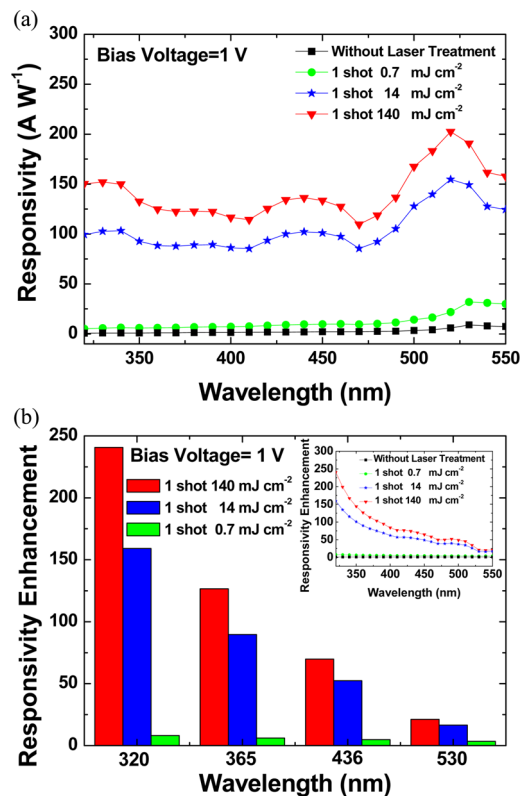 (a)
Bias Voltage=1 V
Without Laser Treatment
1 shot 0.7 mJ cm-2
1 shot 14 mJ cm-2
1 shot 140 mJ cm-2
Responsivity (A W-1)
300
250
200
150
100
50
0
350 400 450 500 550
Wavelength (nm)
(b)
Bias Voltage= 1 V
1 shot 140 mJ cm-2
1 shot 14 mJ cm-2
1 shot 0.7 mJ cm-2
Responsivity Enhancement
250
200
150
100
50
0
320 365 436 530
Wavelength (nm)
Without Laser Treatment
1 shot 0.7 mJ cm-2
1 shot 14 mJ cm-2
1 shot 140 mJ cm-2
Responsivity Enhancement
300
250
200
150
100
50
0
350 400 450 500 550
Wavelength (nm)